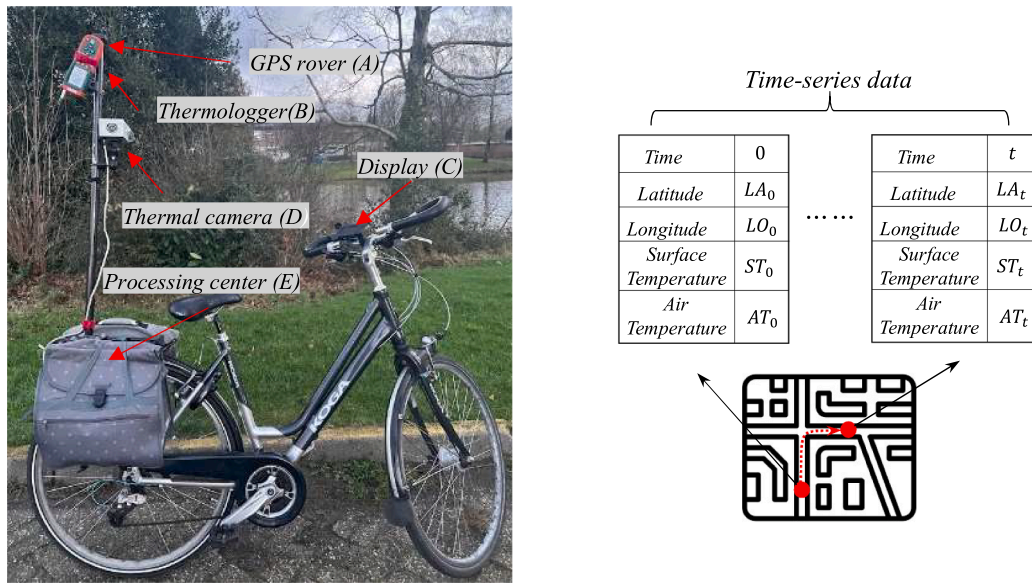 GPS rover (A)
Thermologger(B)
Display (C)
Thermal camera (D
Processing center (E)
KOGA
Time-series data
Time 0
Latitude LA₀
Longitude LO₀
Surface
Temperature ST₀
Air
Temperature AT₀
... ...
Time t
Latitude LAₜ
Longitude LOₜ
Surface
Temperature STₜ
Air
Temperature ATₜ